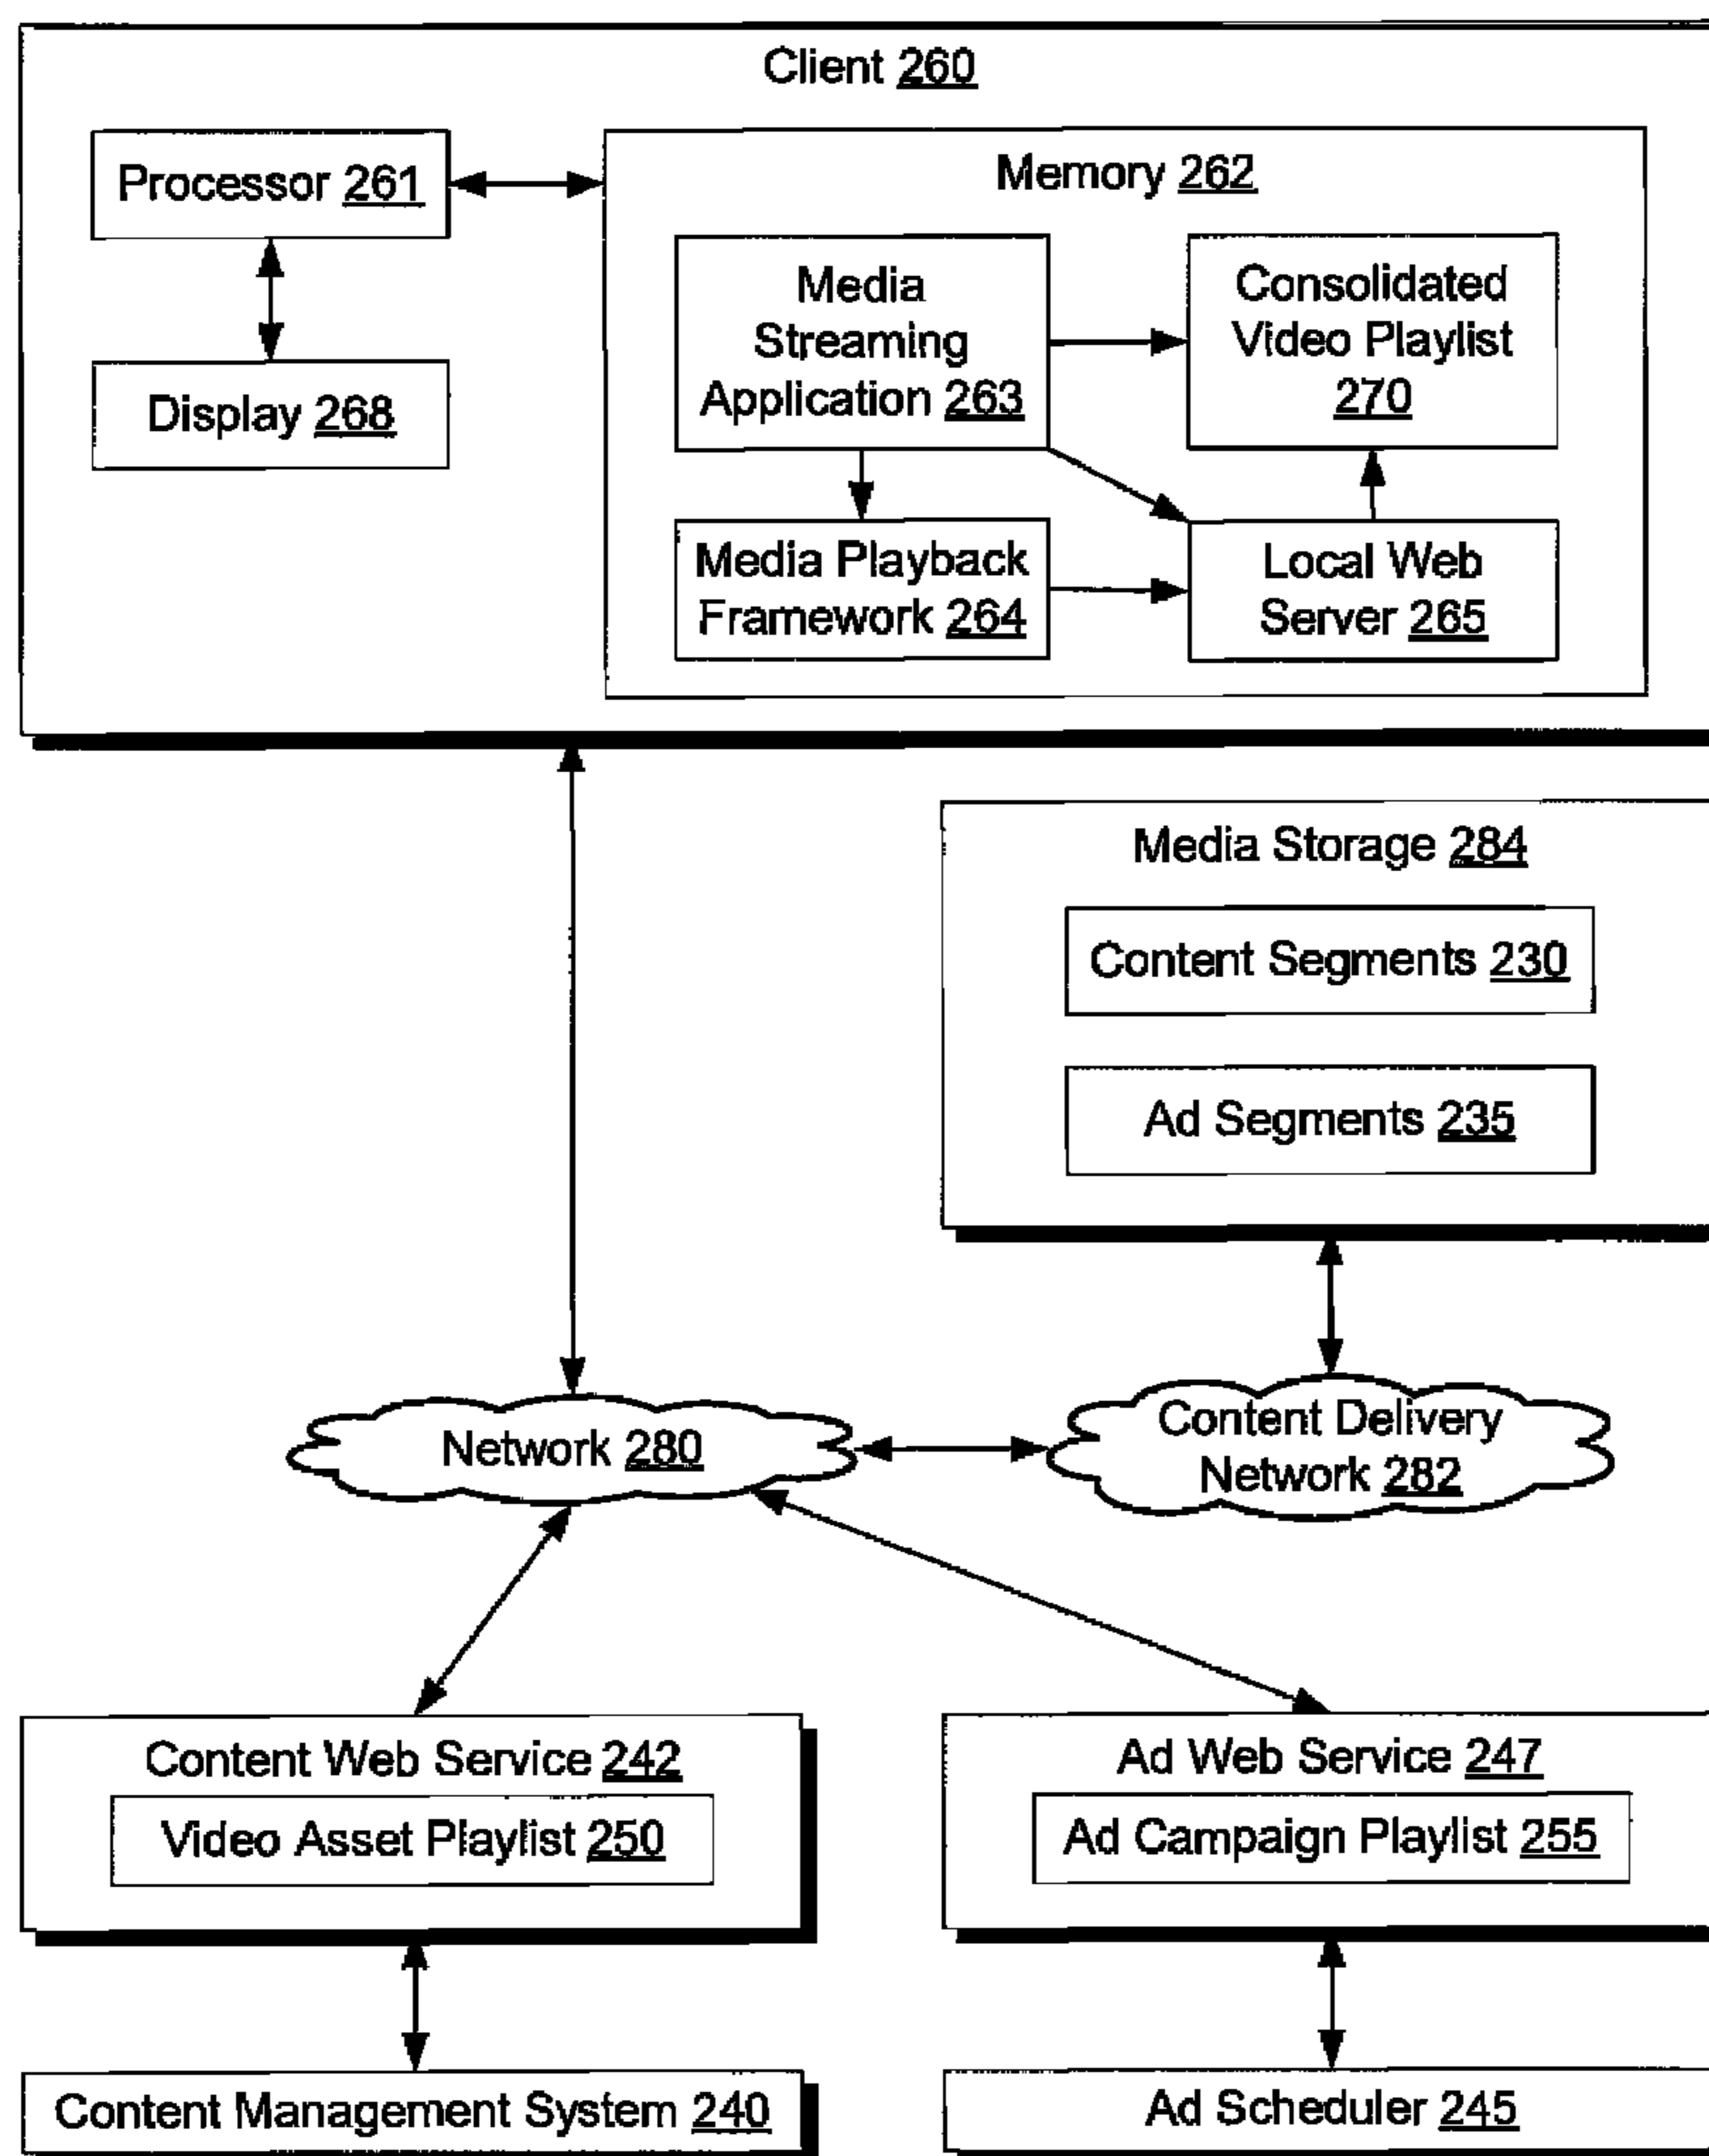 Client 260
Processor 261
Memory 262
Media
Streaming
Application 263
Consolidated
Video Playlist
270
Display 268
Media Playback
Framework 264
Local Web
Server 265
Media Storage 284
Content Segments 230
Ad Segments 235
Network 280
Content Delivery
Network 282
Content Web Service 242
Video Asset Playlist 250
Ad Web Service 247
Ad Campaign Playlist 255
Content Management System 240
Ad Scheduler 245